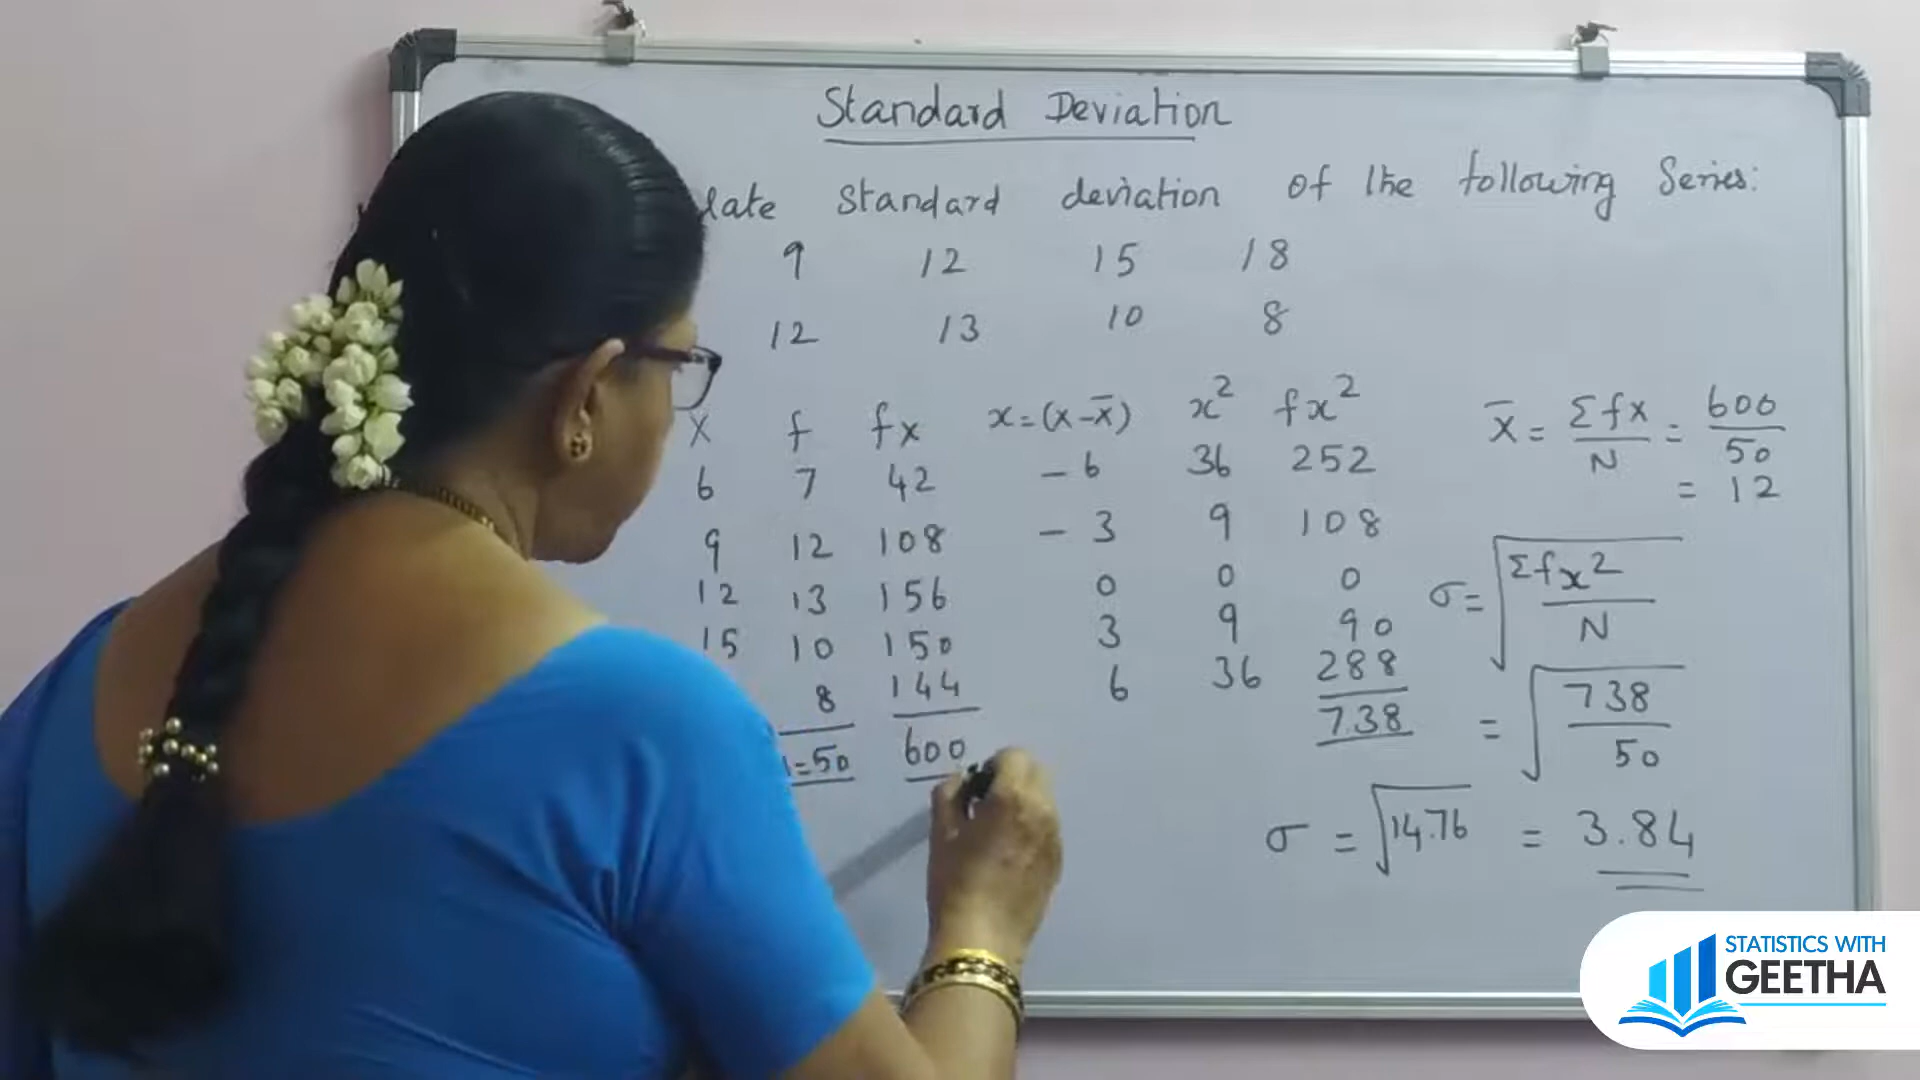 Standard Deviation
late Standard deviation of the following Series:
9 12 15 18
12 13 10 8
X f fx x=(x-x̄) x² fx²
6 7 42 -6 36 252
9 12 108 -3 9 108
12 13 156 0 0 0
15 10 150 3 9 90
8 144 6 36 288
=50 600 738
x̄ = Σfx/N = 600/50
= 12
σ = √(Σfx²/N)
= √(738/50)
σ = √14.76 = 3.84
STATISTICS WITH
GEETHA